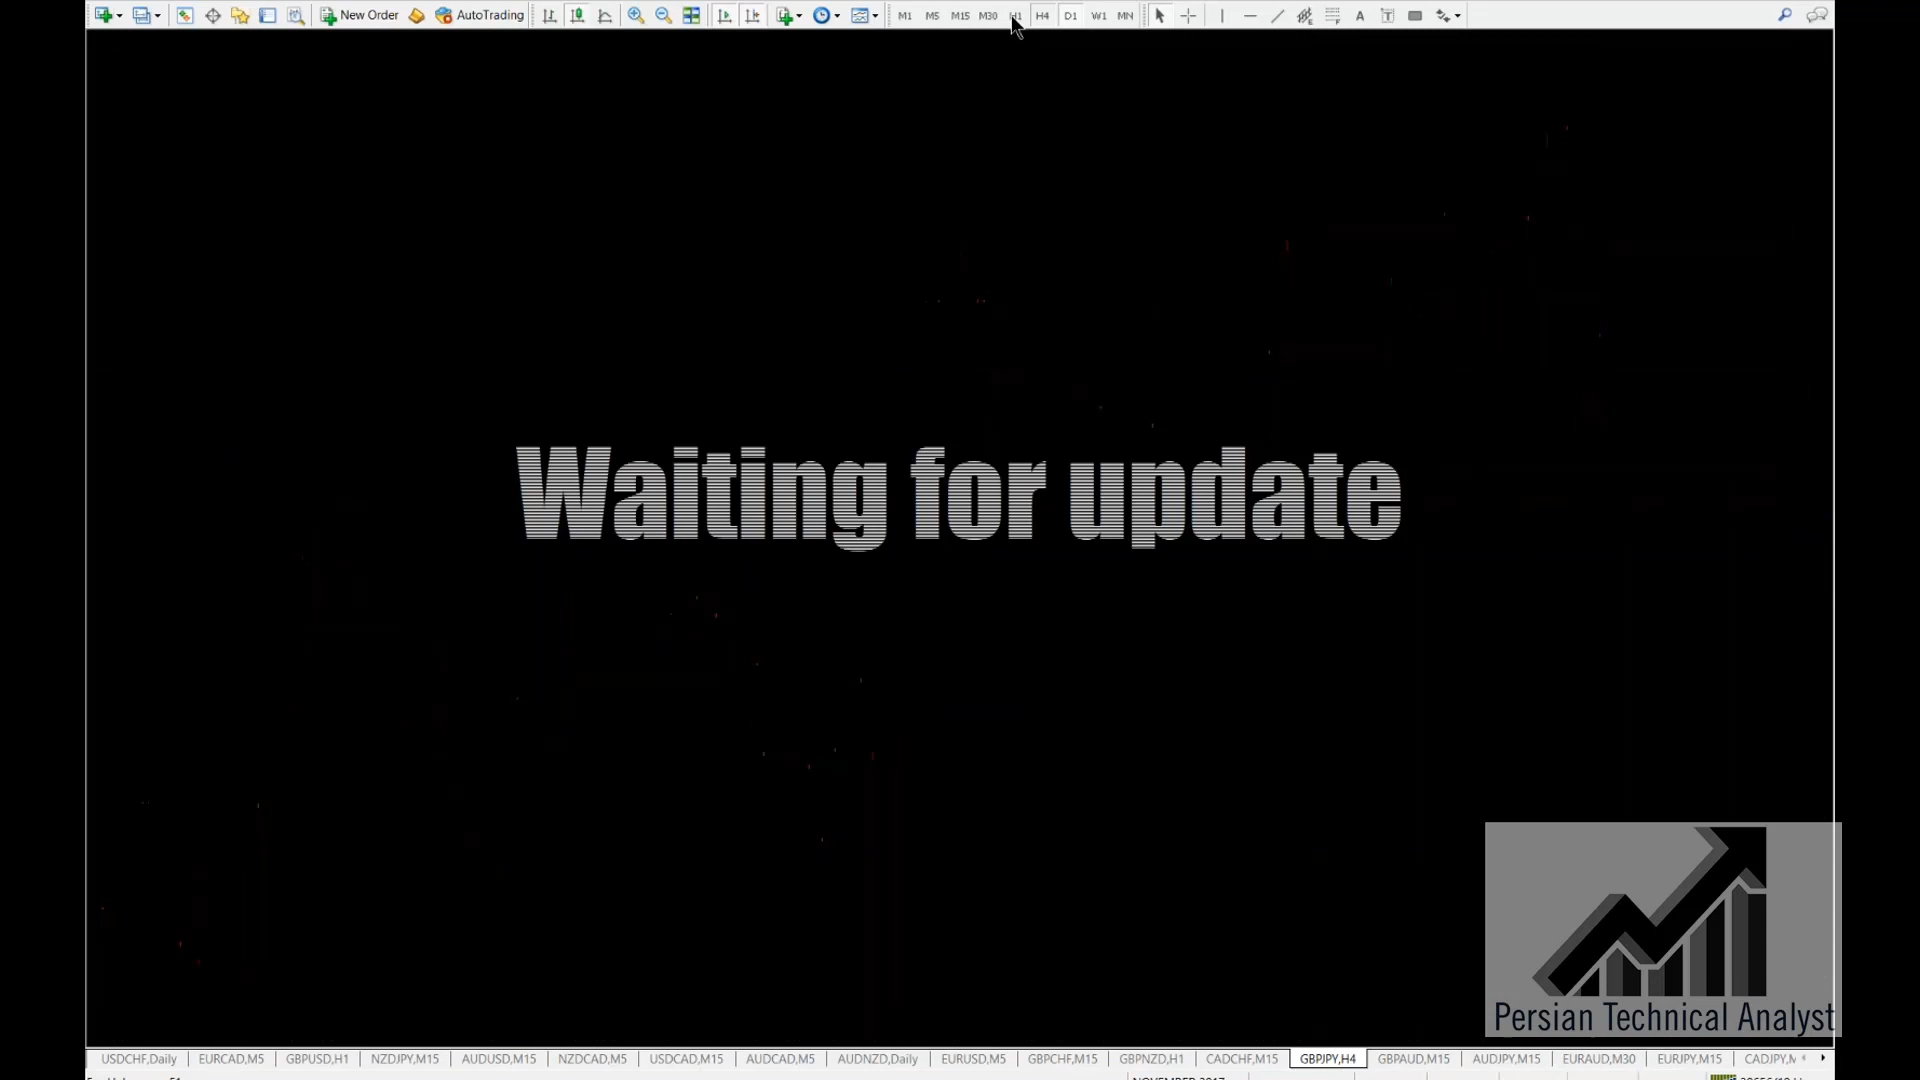 New Order AutoTrading M1 M5 M15 M30 H1 H4 D1 W1 MN A T
Waiting for update
Persian Technical Analyst
USDCHF,Daily EURCAD,M5 GBPUSD,H1 NZDJPY,M15 AUDUSD,M15 NZDCAD,M5 USDCAD,M15 AUDCAD,M5 AUDNZD,Daily EURUSD,M5 GBPCHF,M15 GBPNZD,H1 CADCHF,M15 GBPJPY,H4 GBPAUD,M15 AUDJPY,M15 EURAUD,M30 EURJPY,M15 CADJPY,M